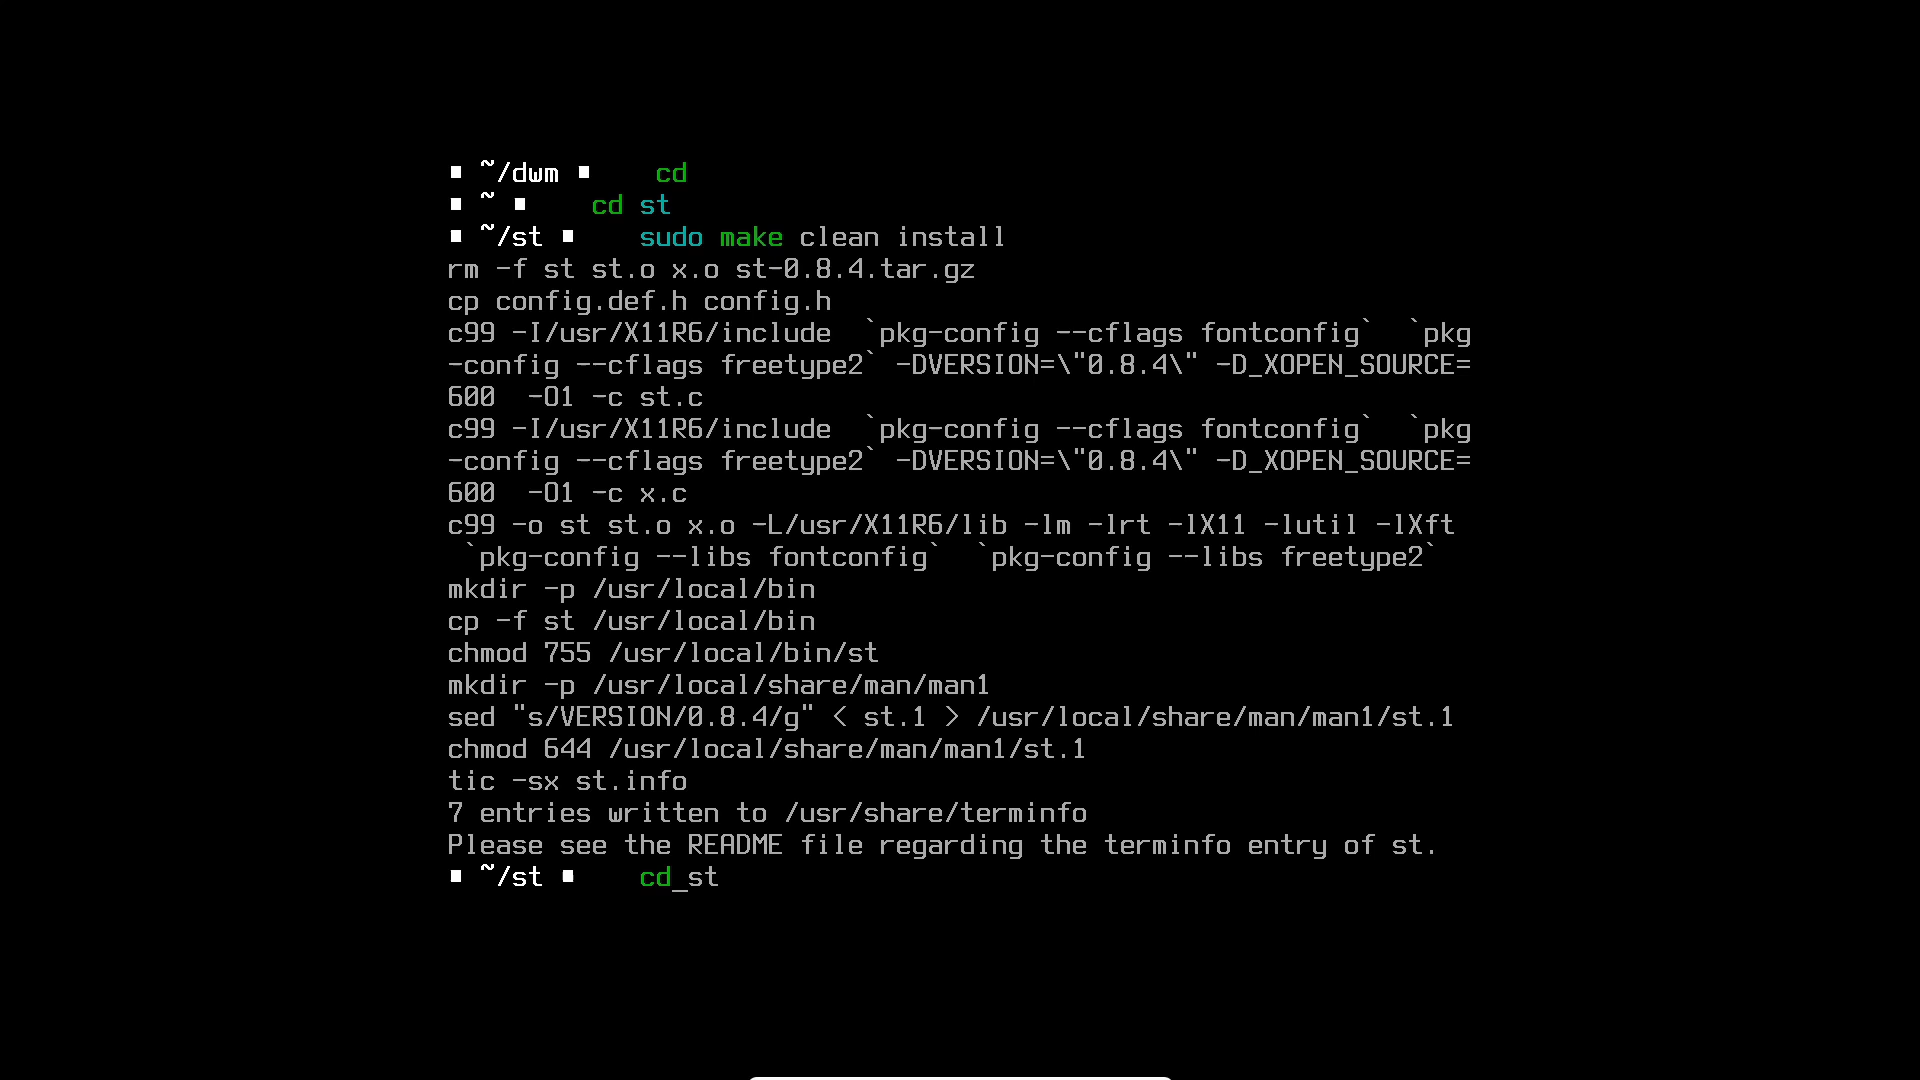 ▪ ~/dwm ▪    cd
▪ ~ ▪    cd st
▪ ~/st ▪    sudo make clean install
rm -f st st.o x.o st-0.8.4.tar.gz
cp config.def.h config.h
c99 -I/usr/X11R6/include  `pkg-config --cflags fontconfig`  `pkg
-config --cflags freetype2` -DVERSION=\"0.8.4\" -D_XOPEN_SOURCE=
600  -O1 -c st.c
c99 -I/usr/X11R6/include  `pkg-config --cflags fontconfig`  `pkg
-config --cflags freetype2` -DVERSION=\"0.8.4\" -D_XOPEN_SOURCE=
600  -O1 -c x.c
c99 -o st st.o x.o -L/usr/X11R6/lib -lm -lrt -lX11 -lutil -lXft
 `pkg-config --libs fontconfig`  `pkg-config --libs freetype2`
mkdir -p /usr/local/bin
cp -f st /usr/local/bin
chmod 755 /usr/local/bin/st
mkdir -p /usr/local/share/man/man1
sed "s/VERSION/0.8.4/g" < st.1 > /usr/local/share/man/man1/st.1
chmod 644 /usr/local/share/man/man1/st.1
tic -sx st.info
7 entries written to /usr/share/terminfo
Please see the README file regarding the terminfo entry of st.
▪ ~/st ▪    cd_st